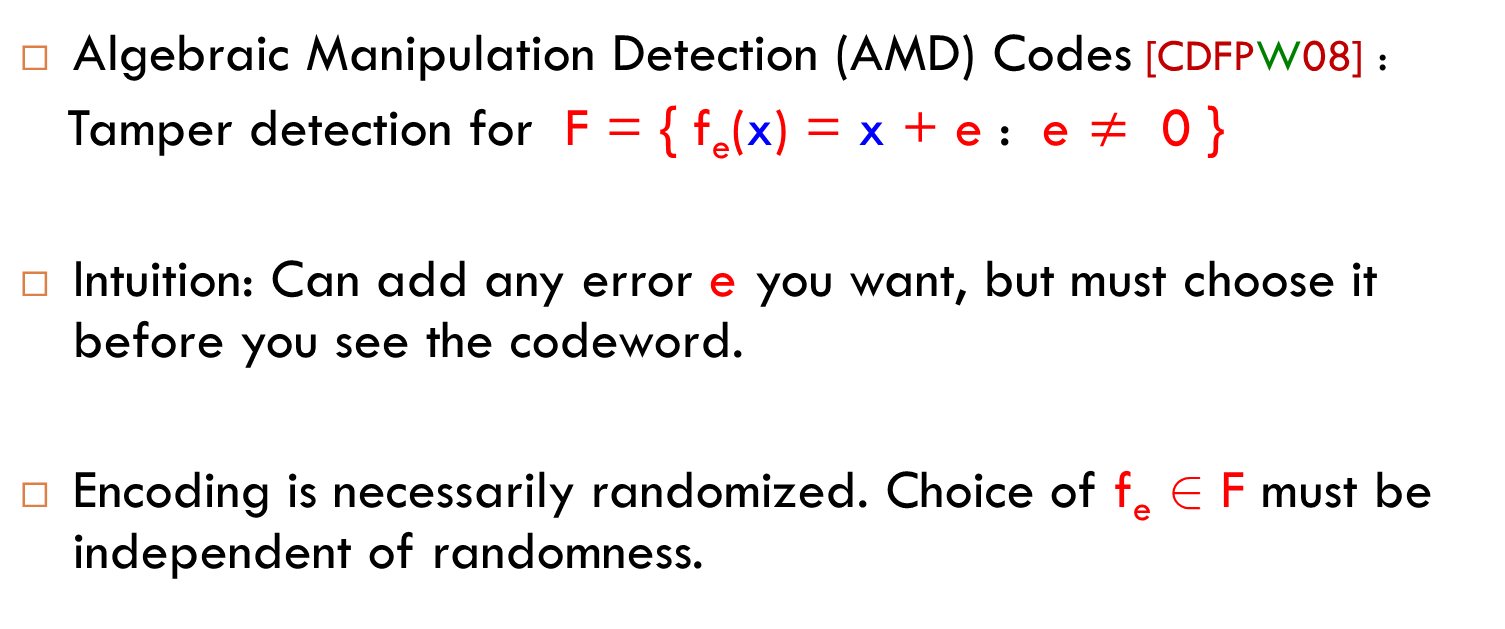 Algebraic Manipulation Detection (AMD) Codes [CDFPW08] :
Tamper detection for F = { fₑ(x) = x + e : e ≠ 0 }
Intuition: Can add any error e you want, but must choose it
before you see the codeword.
Encoding is necessarily randomized. Choice of fₑ ∈ F must be
independent of randomness.